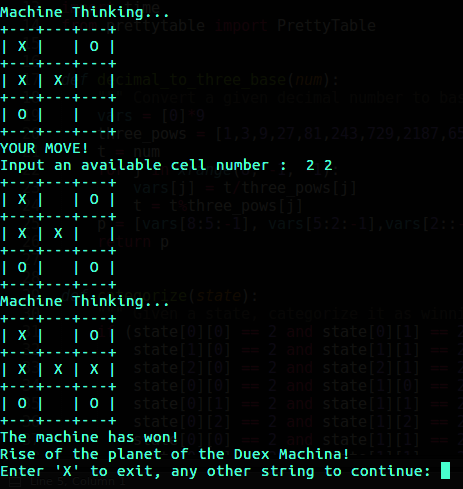 Machine Thinking...
+---+---+---+
| X |   | O |
+---+---+---+
| X | X |   |
+---+---+---+
| O |   |   |
+---+---+---+
YOUR MOVE!
Input an available cell number :  2 2
+---+---+---+
| X |   | O |
+---+---+---+
| X | X |   |
+---+---+---+
| O |   | O |
+---+---+---+
Machine Thinking...
+---+---+---+
| X |   | O |
+---+---+---+
| X | X | X |
+---+---+---+
| O |   | O |
+---+---+---+
The machine has won!
Rise of the planet of the Duex Machina!
Enter 'X' to exit, any other string to continue: